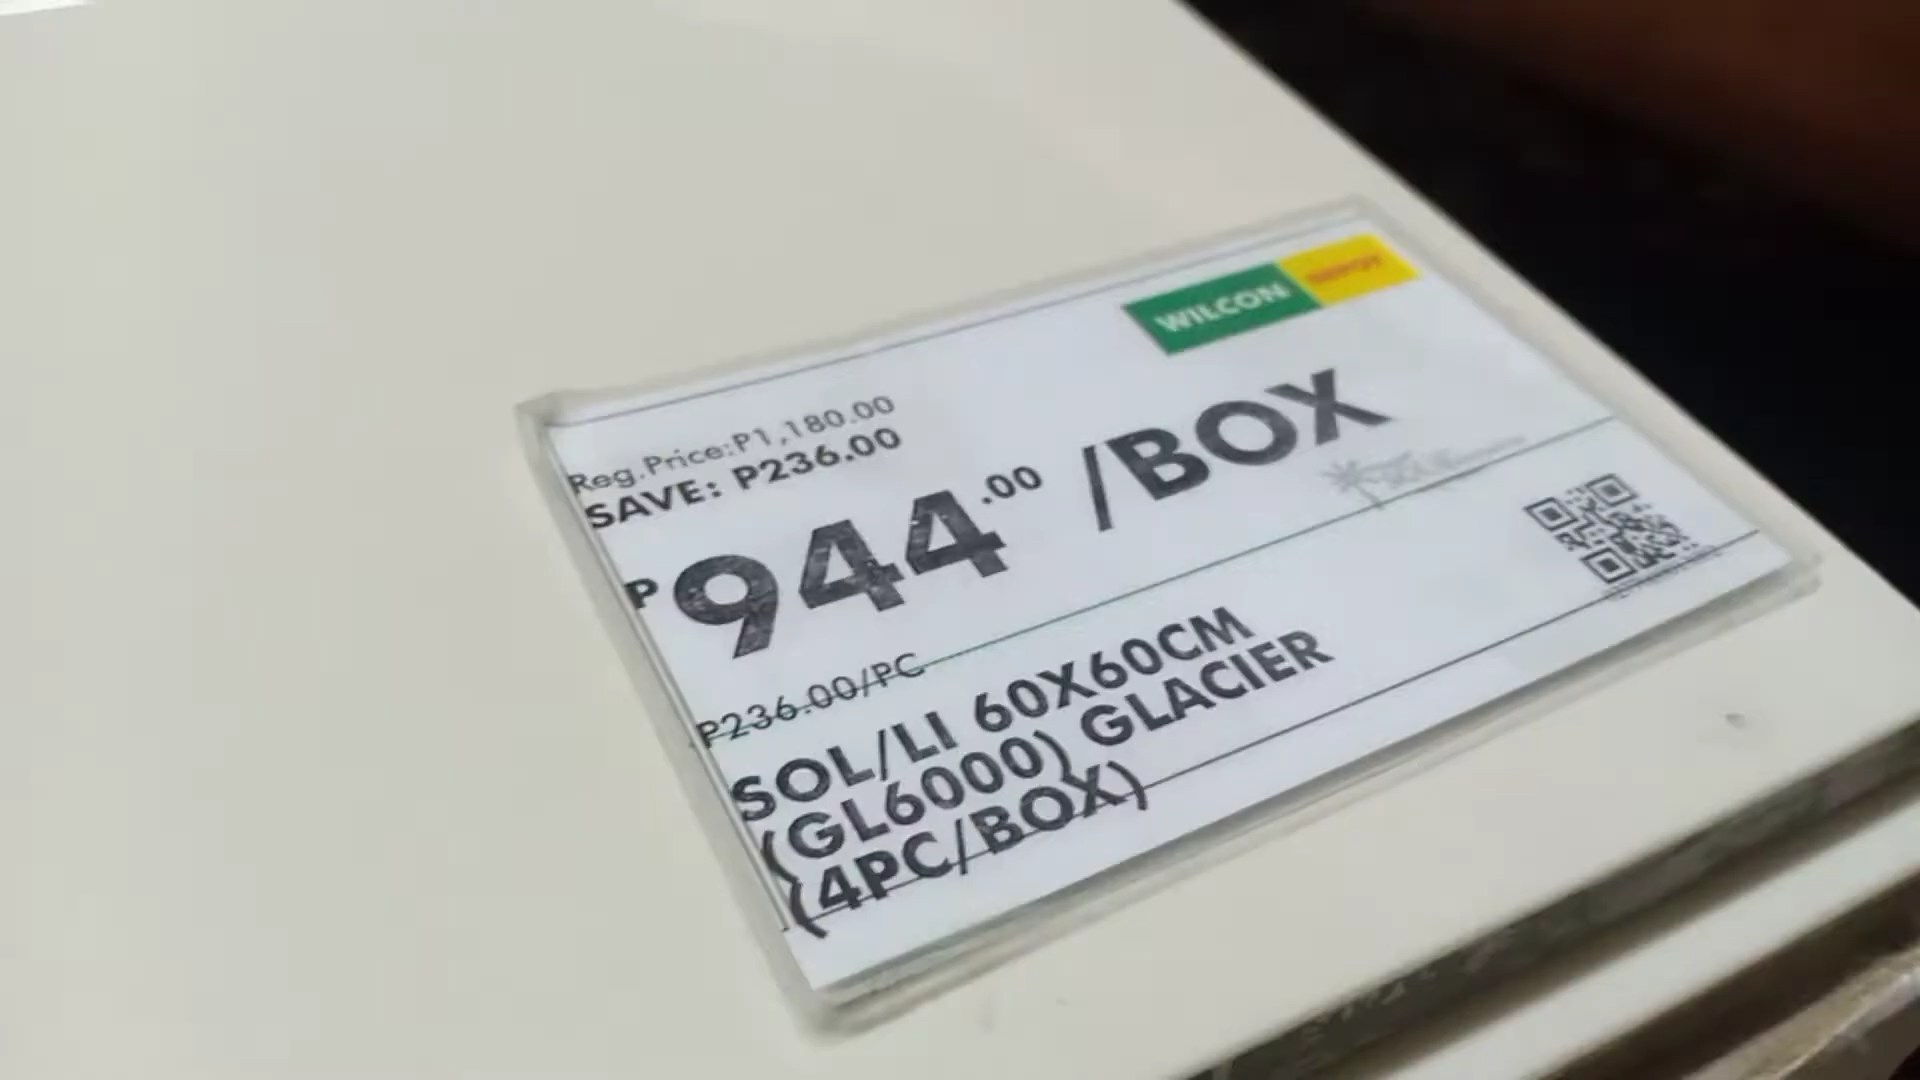 WILCON DEPOT
Reg.Price:P1,180.00
SAVE: P236.00
P944.00 /BOX
P236.00/PC
SOL/LI 60X60CM
(GL6000) GLACIER
(4PC/BOX)